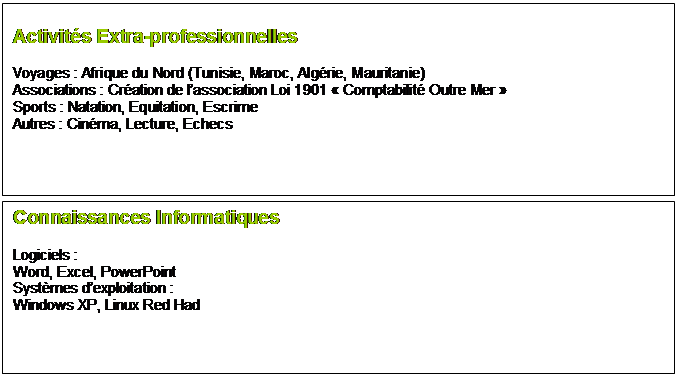 Activités Extra-professionnelles
Voyages : Afrique du Nord (Tunisie, Maroc, Algérie, Mauritanie)
Associations : Création de l'association Loi 1901 « Comptabilité Outre Mer »
Sports : Natation, Equitation, Escrime
Autres : Cinéma, Lecture, Echecs
Connaissances Informatiques
Logiciels :
Word, Excel, PowerPoint
Systèmes d'exploitation :
Windows XP, Linux Red Had